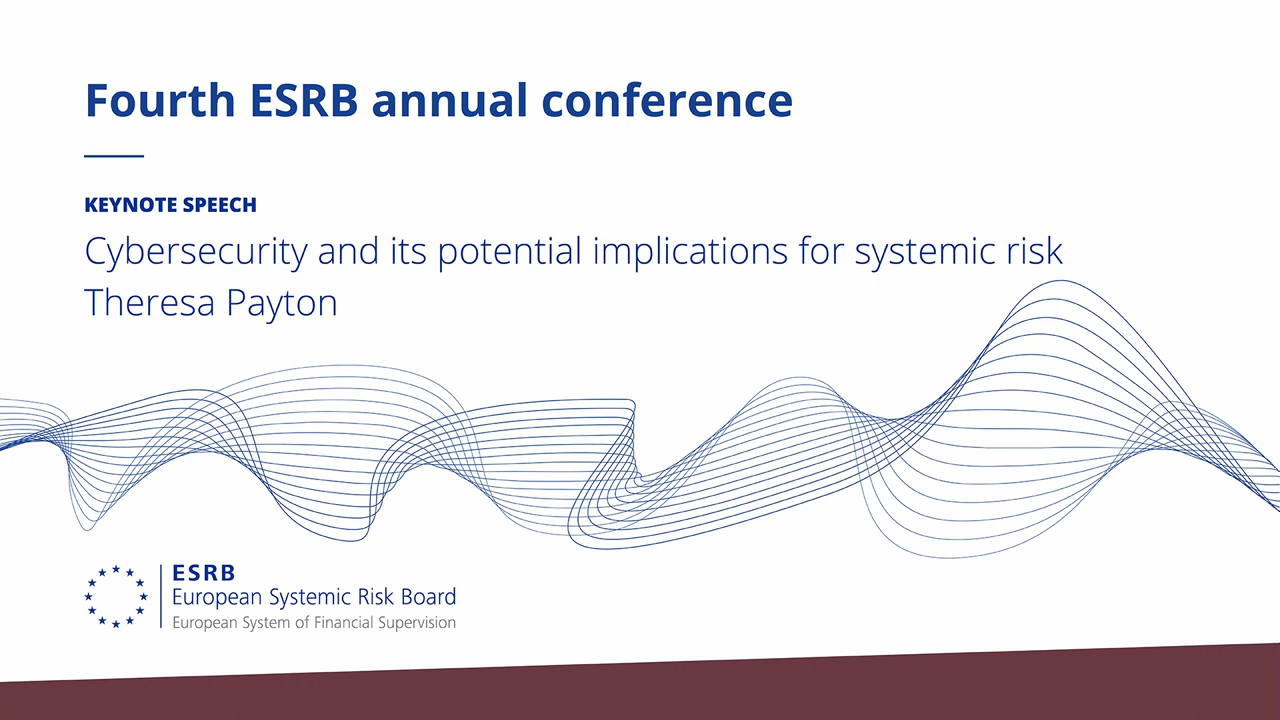 Fourth ESRB annual conference
KEYNOTE SPEECH
Cybersecurity and its potential implications for systemic risk
Theresa Payton
ESRB
European Systemic Risk Board
European System of Financial Supervision